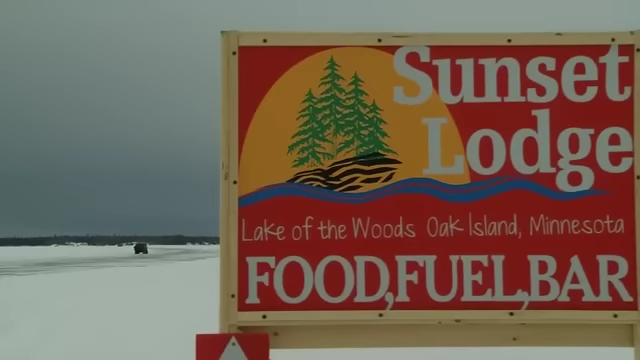 Sunset
Lodge
Lake of the Woods Oak Island, Minnesota
FOOD,FUEL,BAR